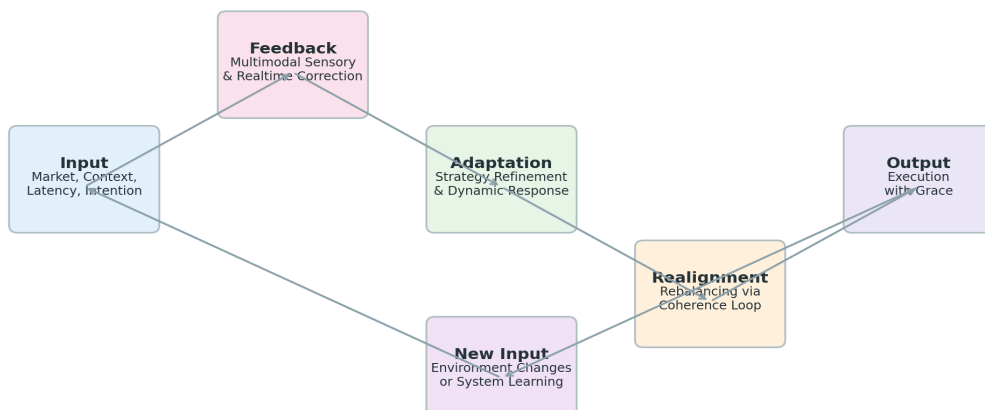 Feedback
Multimodal Sensory
& Realtime Correction
Input
Market, Context,
Latency, Intention
Adaptation
Strategy Refinement
& Dynamic Response
Output
Execution
with Grace
Realignment
Rebalancing via
Coherence Loop
New Input
Environment Changes
or System Learning